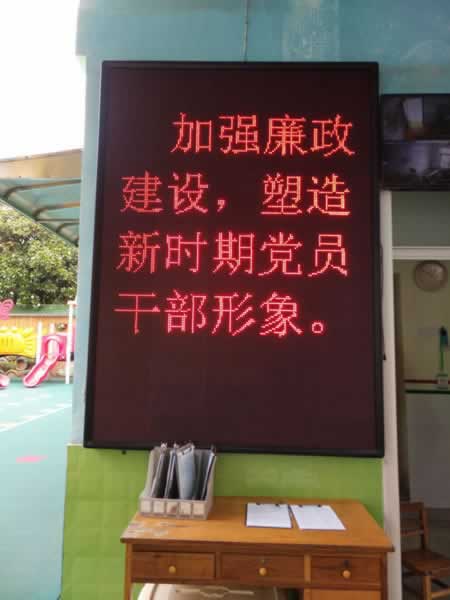 加强廉政
建设，塑造
新时期党员
干部形象。